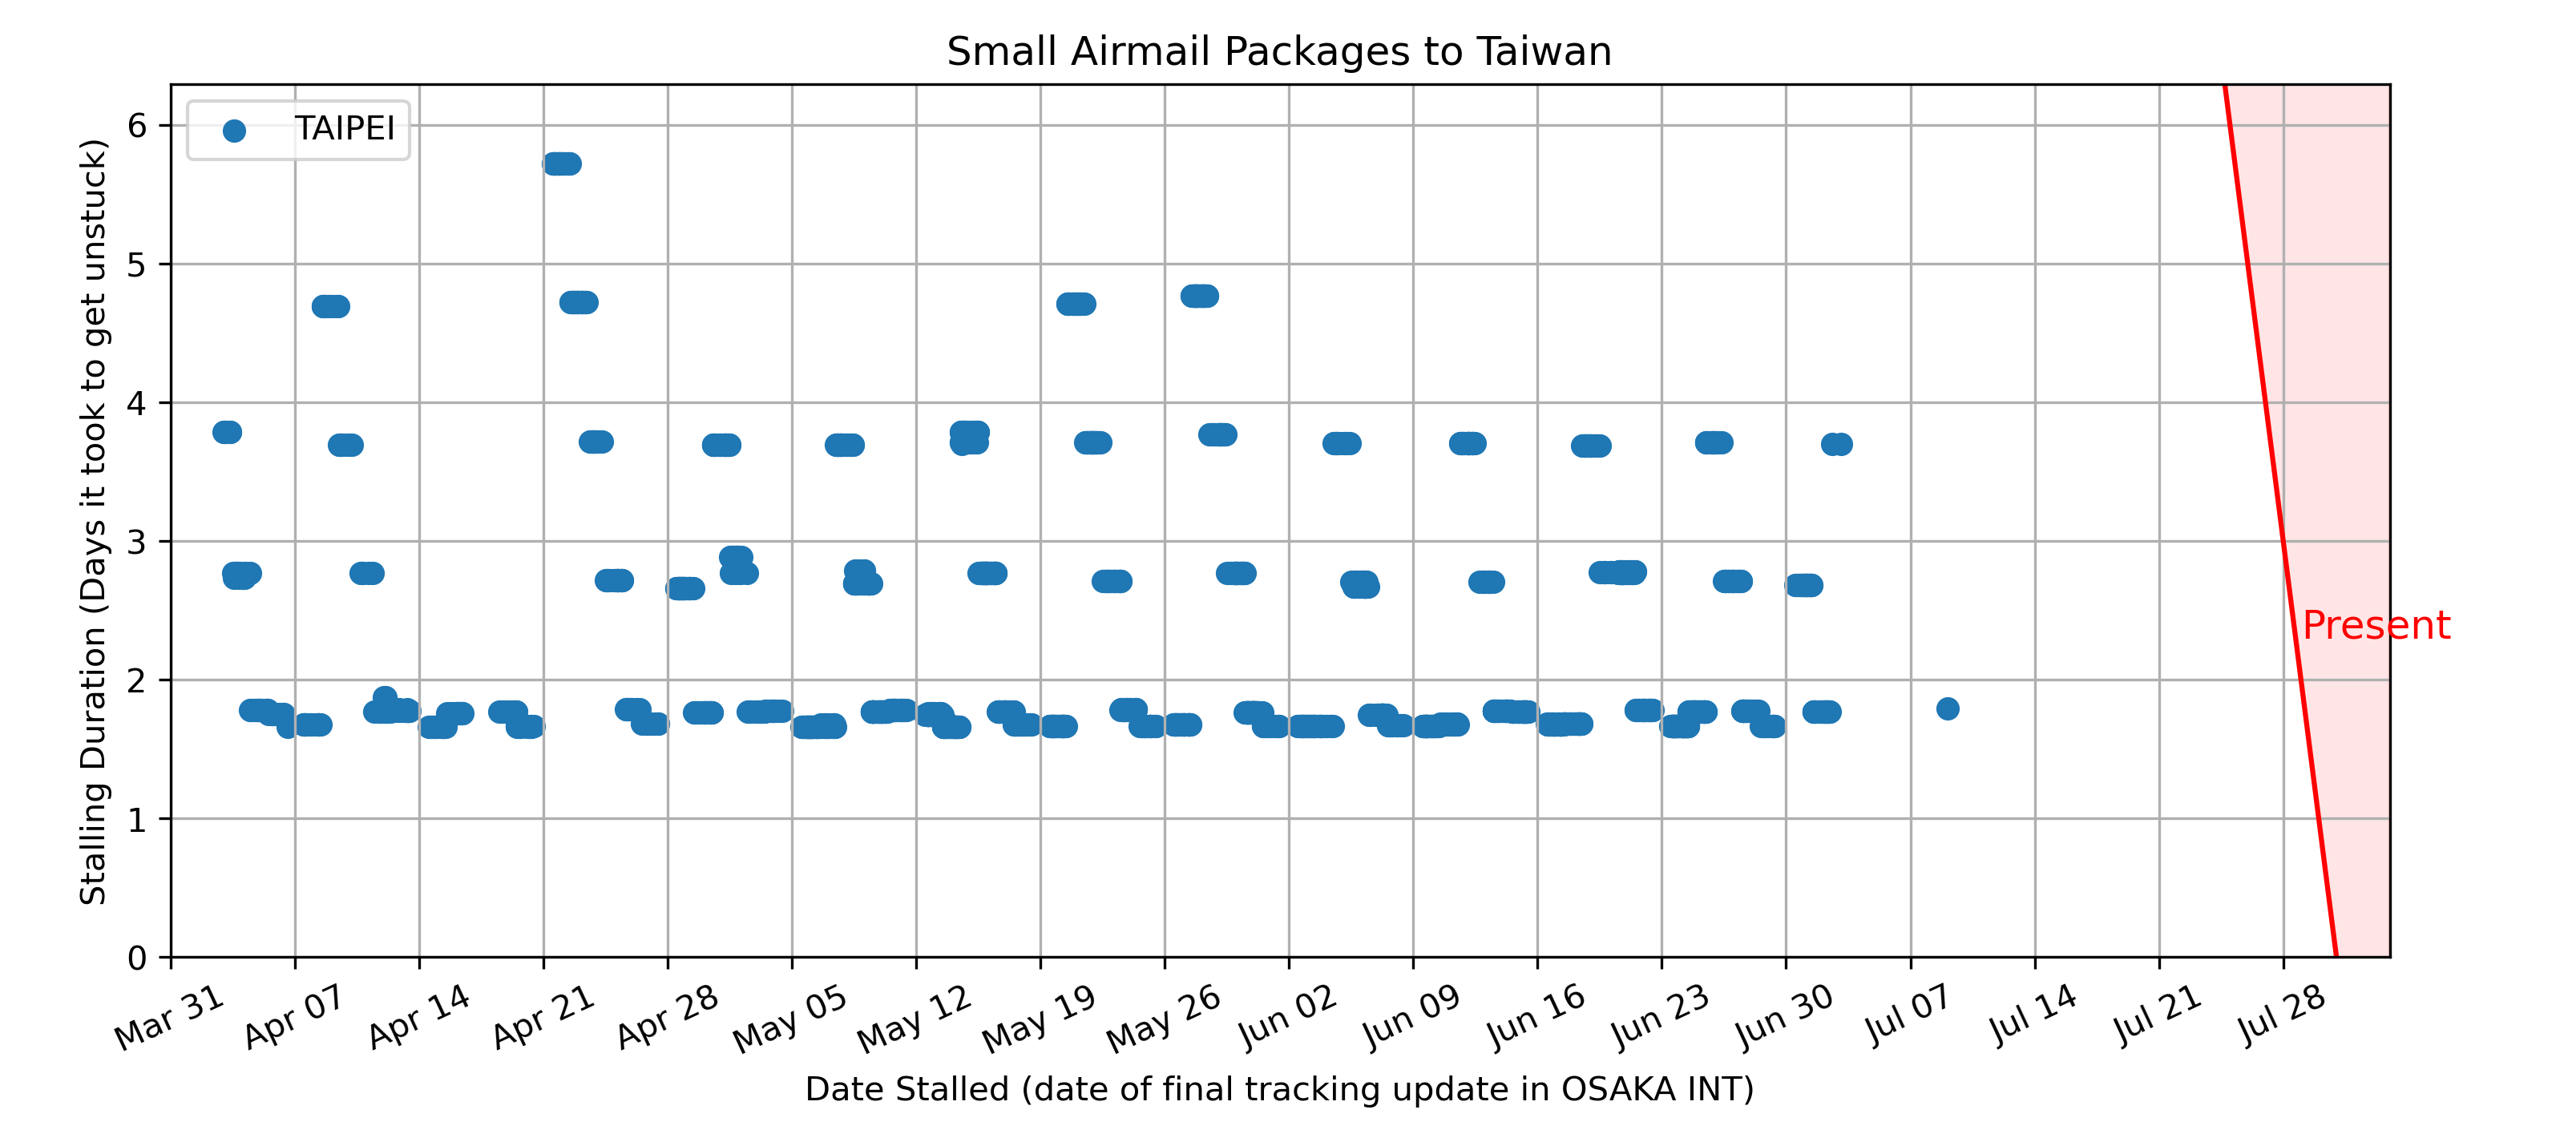 Small Airmail Packages to Taiwan
TAIPEI
Stalling Duration (Days it took to get unstuck)
6
5
4
3
2
1
0
Present
Mar 31
Apr 07
Apr 14
Apr 21
Apr 28
May 05
May 12
May 19
May 26
Jun 02
Jun 09
Jun 16
Jun 23
Jun 30
Jul 07
Jul 14
Jul 21
Jul 28
Date Stalled (date of final tracking update in OSAKA INT)